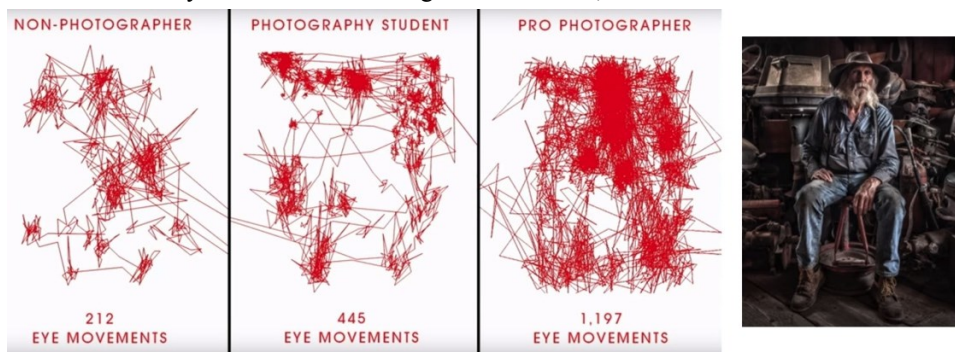 NON-PHOTOGRAPHER
PHOTOGRAPHY STUDENT
PRO PHOTOGRAPHER
212
EYE MOVEMENTS
445
EYE MOVEMENTS
1,197
EYE MOVEMENTS